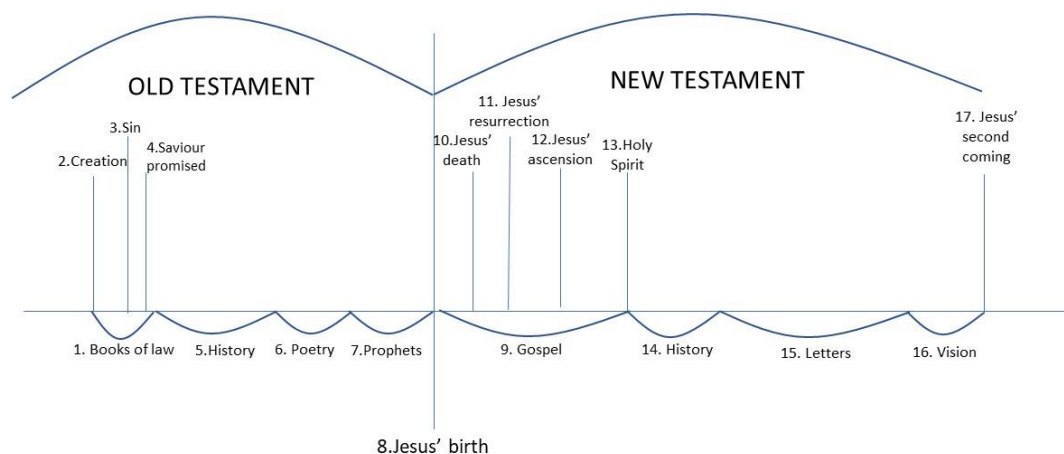 OLD TESTAMENT
NEW TESTAMENT
2.Creation
3.Sin
4.Saviour
promised
10.Jesus’
death
11. Jesus’
resurrection
12. Jesus’
ascension
13.Holy
Spirit
17. Jesus’
second
coming
1. Books of law
5.History
6. Poetry
7.Prophets
9. Gospel
14. History
15. Letters
16. Vision
8.Jesus’ birth